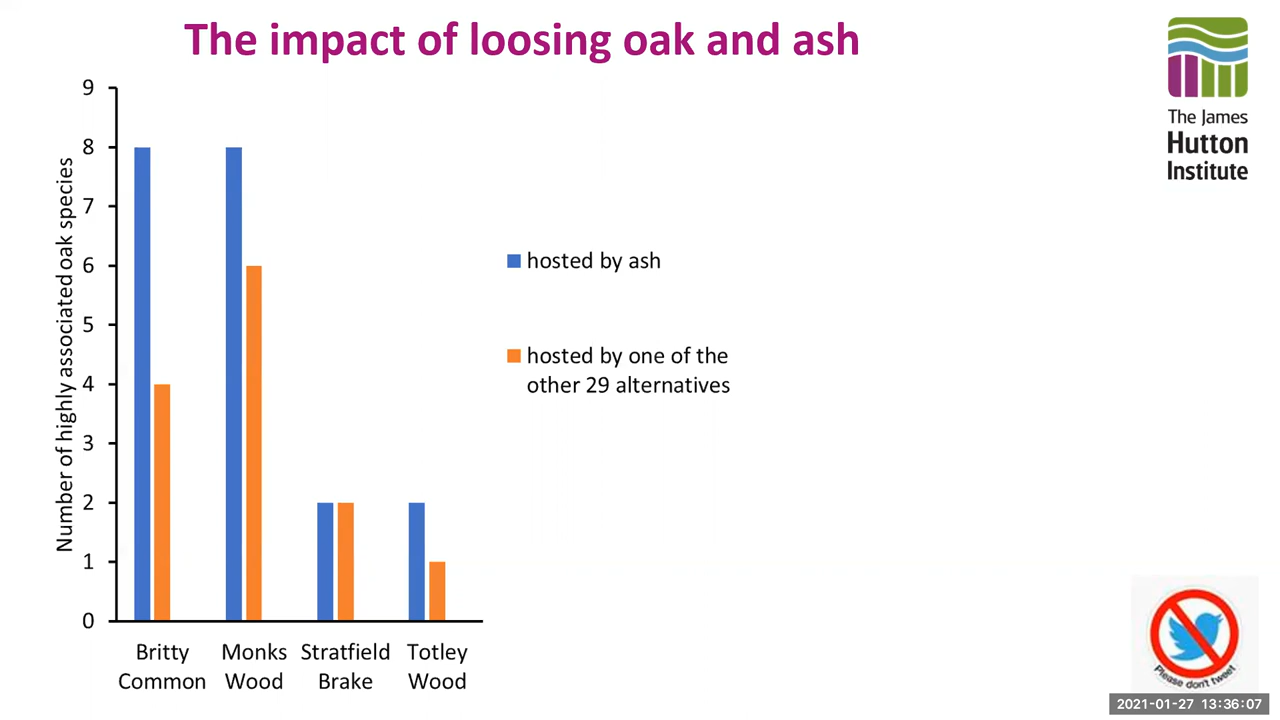 The impact of loosing oak and ash
The James
Hutton
Institute
Number of highly associated oak species
9
8
7
6
5
4
3
2
1
0
hosted by ash
hosted by one of the
other 29 alternatives
Britty
Common
Monks
Wood
Stratfield
Brake
Totley
Wood
Please don't tweet
2021-01-27 13:36:07